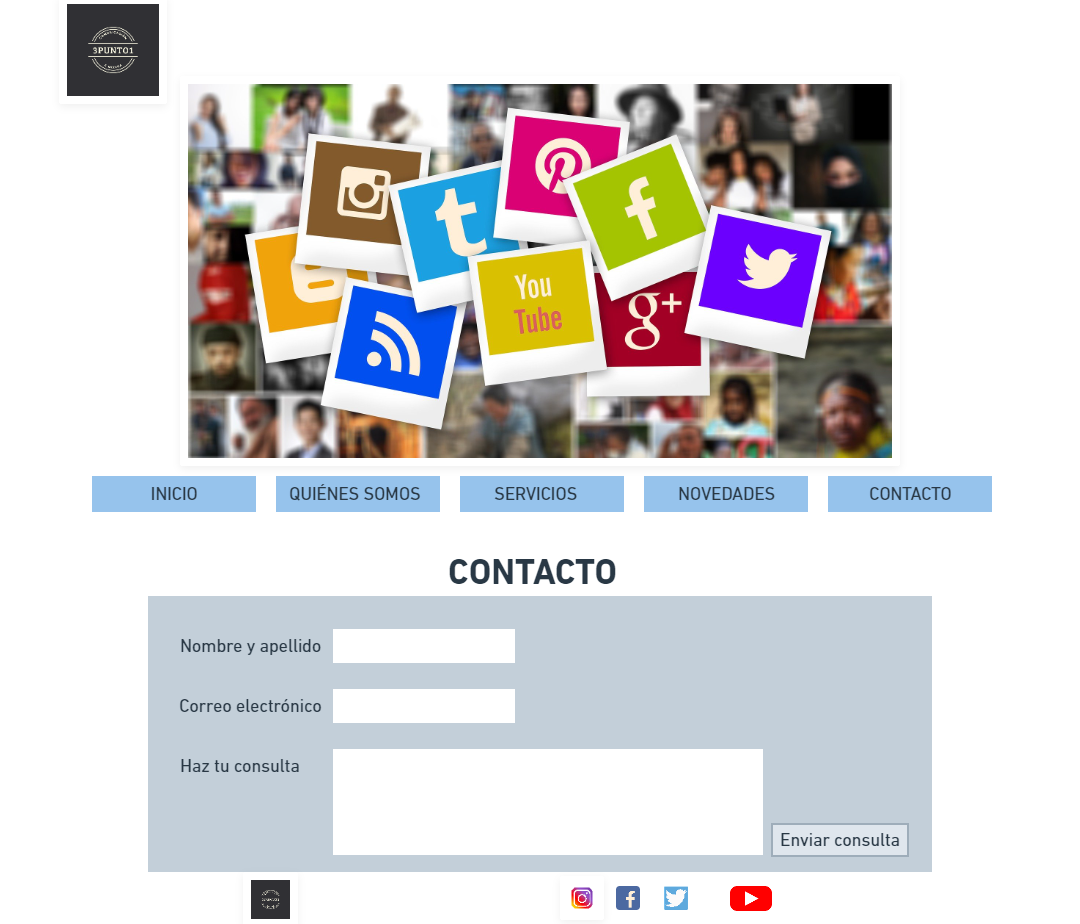 3PUNTO1
You
Tube
g+
INICIO
QUIÉNES SOMOS
SERVICIOS
NOVEDADES
CONTACTO
CONTACTO
Nombre y apellido
Correo electrónico
Haz tu consulta
Enviar consulta